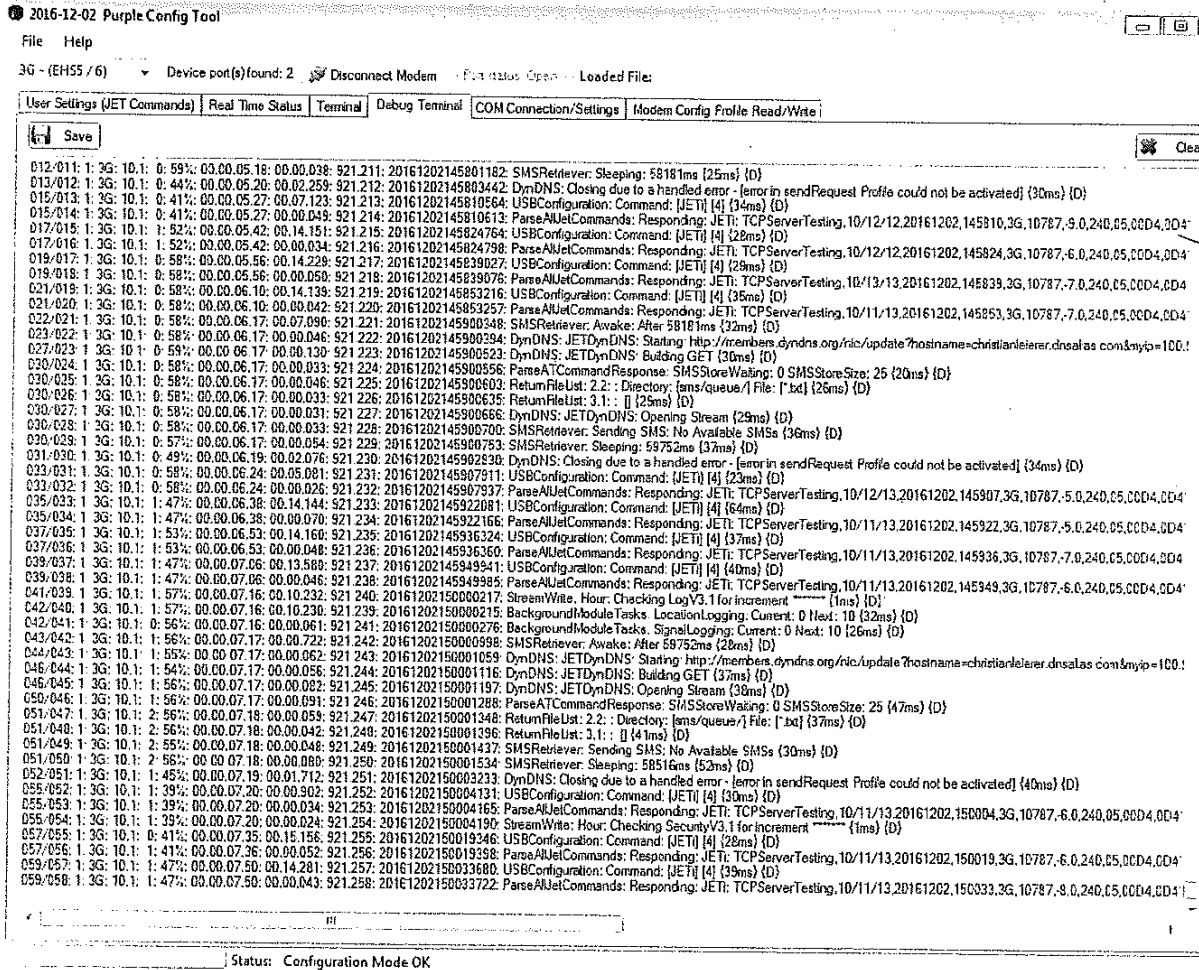 2016-12-02 Purple Config Tool
File Help
3G - (EHS5 / 6) Device port(s) found: 2 Disconnect Modem Port status Open Loaded File:
User Settings (JET Commands) Real Time Status Terminal Debug Terminal COM Connection/Settings Modem Config Profile Read/Write
Save Clea
012/011: 1: 3G: 10.1: 0: 59%: 00.00.05.18: 00.00.038: 921.211: 20161202145801182: SMSRetriever: Sleeping: 58181ms {25ms} {D}
013/012: 1: 3G: 10.1: 0: 44%: 00.00.05.20: 00.02.259: 921.212: 20161202145803442: DynDNS: Closing due to a handled error - [error in sendRequest Profile could not be activated] {30ms} {D}
015/013: 1: 3G: 10.1: 0: 41%: 00.00.05.27: 00.07.123: 921.213: 20161202145810564: USBConfiguration: Command: [JETi] [4] {34ms} {D}
015/014: 1: 3G: 10.1: 0: 41%: 00.00.05.27: 00.00.049: 921.214: 20161202145810613: ParseAllJetCommands: Responding: JETi: TCPServerTesting,10/12/12,20161202,145810,3G,10787,-9.0,240,05,00D4,0D4
017/015: 1: 3G: 10.1: 1: 52%: 00.00.05.42: 00.14.151: 921.215: 20161202145824764: USBConfiguration: Command: [JETi] [4] {28ms} {D}
017/016: 1: 3G: 10.1: 1: 52%: 00.00.05.42: 00.00.034: 921.216: 20161202145824798: ParseAllJetCommands: Responding: JETi: TCPServerTesting,10/12/12,20161202,145824,3G,10787,-6.0,240,05,00D4,0D4
019/017: 1: 3G: 10.1: 0: 58%: 00.00.05.56: 00.14.229: 921.217: 20161202145839027: USBConfiguration: Command: [JETi] [4] {29ms} {D}
019/018: 1: 3G: 10.1: 0: 58%: 00.00.05.56: 00.00.050: 921.218: 20161202145839076: ParseAllJetCommands: Responding: JETi: TCPServerTesting,10/13/13,20161202,145839,3G,10787,-7.0,240,05,00D4,0D4
021/019: 1: 3G: 10.1: 0: 58%: 00.00.06.10: 00.14.139: 921.219: 20161202145853216: USBConfiguration: Command: [JETi] [4] {35ms} {D}
021/020: 1: 3G: 10.1: 0: 58%: 00.00.06.10: 00.00.042: 921.220: 20161202145853257: ParseAllJetCommands: Responding: JETi: TCPServerTesting,10/11/13,20161202,145853,3G,10787,-7.0,240,05,00D4,0D4
022/021: 1: 3G: 10.1: 0: 58%: 00.00.06.17: 00.07.090: 921.221: 20161202145900348: SMSRetriever: Awake: After 58181ms {32ms} {D}
023/022: 1: 3G: 10.1: 0: 58%: 00.00.06.17: 00.00.046: 921.222: 20161202145900394: DynDNS: JETDynDNS: Starting: http://members.dyndns.org/nic/update?hostname=christianleierer.dnsalas.com&myip=100.
027/023: 1: 3G: 10.1: 0: 59%: 00.00.06.17: 00.00.130: 921.223: 20161202145900523: DynDNS: JETDynDNS: Building GET {30ms} {D}
030/024: 1: 3G: 10.1: 0: 58%: 00.00.06.17: 00.00.033: 921.224: 20161202145900556: ParseATCommandResponse: SMSStoreWaiting: 0 SMSStoreSize: 25 {20ms} {D}
030/025: 1: 3G: 10.1: 0: 58%: 00.00.06.17: 00.00.046: 921.225: 20161202145900603: ReturnFileList: 2.2: : Directory: [sms/queue/] File: [*.txt] {26ms} {D}
030/026: 1: 3G: 10.1: 0: 58%: 00.00.06.17: 00.00.033: 921.226: 20161202145900635: ReturnFileList: 3.1: : [] {25ms} {D}
030/027: 1: 3G: 10.1: 0: 58%: 00.00.06.17: 00.00.031: 921.227: 20161202145900666: DynDNS: JETDynDNS: Opening Stream {29ms} {D}
030/028: 1: 3G: 10.1: 0: 58%: 00.00.06.17: 00.00.033: 921.228: 20161202145900700: SMSRetriever: Sending SMS: No Available SMSs {36ms} {D}
030/029: 1: 3G: 10.1: 0: 57%: 00.00.06.17: 00.00.054: 921.229: 20161202145900753: SMSRetriever: Sleeping: 59752ms {37ms} {D}
031/030: 1: 3G: 10.1: 0: 49%: 00.00.06.19: 00.02.076: 921.230: 20161202145902830: DynDNS: Closing due to a handled error - [error in sendRequest Profile could not be activated] {34ms} {D}
033/031: 1: 3G: 10.1: 0: 58%: 00.00.06.24: 00.05.081: 921.231: 20161202145907911: USBConfiguration: Command: [JETi] [4] {23ms} {D}
033/032: 1: 3G: 10.1: 0: 58%: 00.00.06.24: 00.00.026: 921.232: 20161202145907937: ParseAllJetCommands: Responding: JETi: TCPServerTesting,10/12/13,20161202,145907,3G,10787,-5.0,240,05,00D4,0D4
035/033: 1: 3G: 10.1: 1: 47%: 00.00.06.38: 00.14.144: 921.233: 20161202145922081: USBConfiguration: Command: [JETi] [4] {64ms} {D}
035/034: 1: 3G: 10.1: 1: 47%: 00.00.06.38: 00.00.070: 921.234: 20161202145922166: ParseAllJetCommands: Responding: JETi: TCPServerTesting,10/11/13,20161202,145922,3G,10787,-5.0,240,05,00D4,0D4
037/035: 1: 3G: 10.1: 1: 53%: 00.00.06.53: 00.14.160: 921.235: 20161202145936324: USBConfiguration: Command: [JETi] [4] {37ms} {D}
037/036: 1: 3G: 10.1: 1: 53%: 00.00.06.53: 00.00.048: 921.236: 20161202145936360: ParseAllJetCommands: Responding: JETi: TCPServerTesting,10/11/13,20161202,145936,3G,10787,-7.0,240,05,00D4,0D4
039/037: 1: 3G: 10.1: 1: 47%: 00.00.07.06: 00.13.580: 921.237: 20161202145949941: USBConfiguration: Command: [JETi] [4] {40ms} {D}
039/038: 1: 3G: 10.1: 1: 47%: 00.00.07.06: 00.00.046: 921.238: 20161202145949985: ParseAllJetCommands: Responding: JETi: TCPServerTesting,10/11/13,20161202,145949,3G,10787,-6.0,240,05,00D4,0D4
041/039: 1: 3G: 10.1: 1: 57%: 00.00.07.16: 00.10.232: 921.240: 20161202150000217: StreamWrite: Hour: Checking LogV3.1 for increment ******* {1ms} {D}
042/040: 1: 3G: 10.1: 1: 57%: 00.00.07.16: 00.10.230: 921.239: 20161202150000215: BackgroundModuleTasks. LocationLogging: Current: 0 Next: 10 {32ms} {D}
042/041: 1: 3G: 10.1: 0: 56%: 00.00.07.16: 00.00.061: 921.241: 20161202150000276: BackgroundModuleTasks. SignalLogging: Current: 0 Next: 10 {26ms} {D}
043/042: 1: 3G: 10.1: 1: 56%: 00.00.07.17: 00.00.722: 921.242: 20161202150000998: SMSRetriever: Awake: After 59752ms {28ms} {D}
044/043: 1: 3G: 10.1: 1: 55%: 00.00.07.17: 00.00.062: 921.243: 20161202150001059: DynDNS: JETDynDNS: Starting: http://members.dyndns.org/nic/update?hostname=christianleierer.dnsalas.com&myip=100.
046/044: 1: 3G: 10.1: 1: 54%: 00.00.07.17: 00.00.056: 921.244: 20161202150001116: DynDNS: JETDynDNS: Building GET {37ms} {D}
046/045: 1: 3G: 10.1: 1: 56%: 00.00.07.17: 00.00.082: 921.245: 20161202150001197: DynDNS: JETDynDNS: Opening Stream {38ms} {D}
050/046: 1: 3G: 10.1: 1: 56%: 00.00.07.17: 00.00.091: 921.246: 20161202150001288: ParseATCommandResponse: SMSStoreWaiting: 0 SMSStoreSize: 25 {47ms} {D}
051/047: 1: 3G: 10.1: 2: 56%: 00.00.07.18: 00.00.059: 921.247: 20161202150001348: ReturnFileList: 2.2: : Directory: [sms/queue/] File: [*.txt] {37ms} {D}
051/048: 1: 3G: 10.1: 2: 56%: 00.00.07.18: 00.00.042: 921.248: 20161202150001396: ReturnFileList: 3.1: : [] {41ms} {D}
051/049: 1: 3G: 10.1: 2: 55%: 00.00.07.18: 00.00.048: 921.249: 20161202150001437: SMSRetriever: Sending SMS: No Available SMSs {30ms} {D}
051/050: 1: 3G: 10.1: 2: 56%: 00.00.07.18: 00.00.080: 921.250: 20161202150001534: SMSRetriever: Sleeping: 58516ms {52ms} {D}
052/051: 1: 3G: 10.1: 1: 45%: 00.00.07.19: 00.01.712: 921.251: 20161202150003233: DynDNS: Closing due to a handled error - [error in sendRequest Profile could not be activated] {40ms} {D}
055/052: 1: 3G: 10.1: 1: 39%: 00.00.07.20: 00.00.902: 921.252: 20161202150004131: USBConfiguration: Command: [JETi] [4] {30ms} {D}
055/053: 1: 3G: 10.1: 1: 39%: 00.00.07.20: 00.00.034: 921.253: 20161202150004165: ParseAllJetCommands: Responding: JETi: TCPServerTesting,10/11/13,20161202,150004,3G,10787,-6.0,240,05,00D4,0D4
056/054: 1: 3G: 10.1: 1: 39%: 00.00.07.20: 00.00.024: 921.254: 20161202150004190: StreamWrite: Hour: Checking SecurityV3.1 for increment ******* {1ms} {D}
057/055: 1: 3G: 10.1: 0: 41%: 00.00.07.35: 00.15.156: 921.255: 20161202150019346: USBConfiguration: Command: [JETi] [4] {28ms} {D}
057/056: 1: 3G: 10.1: 1: 41%: 00.00.07.36: 00.00.052: 921.256: 20161202150019398: ParseAllJetCommands: Responding: JETi: TCPServerTesting,10/11/13,20161202,150019,3G,10787,-6.0,240,05,00D4,0D4
059/057: 1: 3G: 10.1: 1: 47%: 00.00.07.50: 00.14.281: 921.257: 20161202150033680: USBConfiguration: Command: [JETi] [4] {39ms} {D}
059/058: 1: 3G: 10.1: 1: 47%: 00.00.07.50: 00.00.043: 921.258: 20161202150033722: ParseAllJetCommands: Responding: JETi: TCPServerTesting,10/11/13,20161202,150033,3G,10787,-8.0,240,05,00D4,0D4
Status: Configuration Mode OK